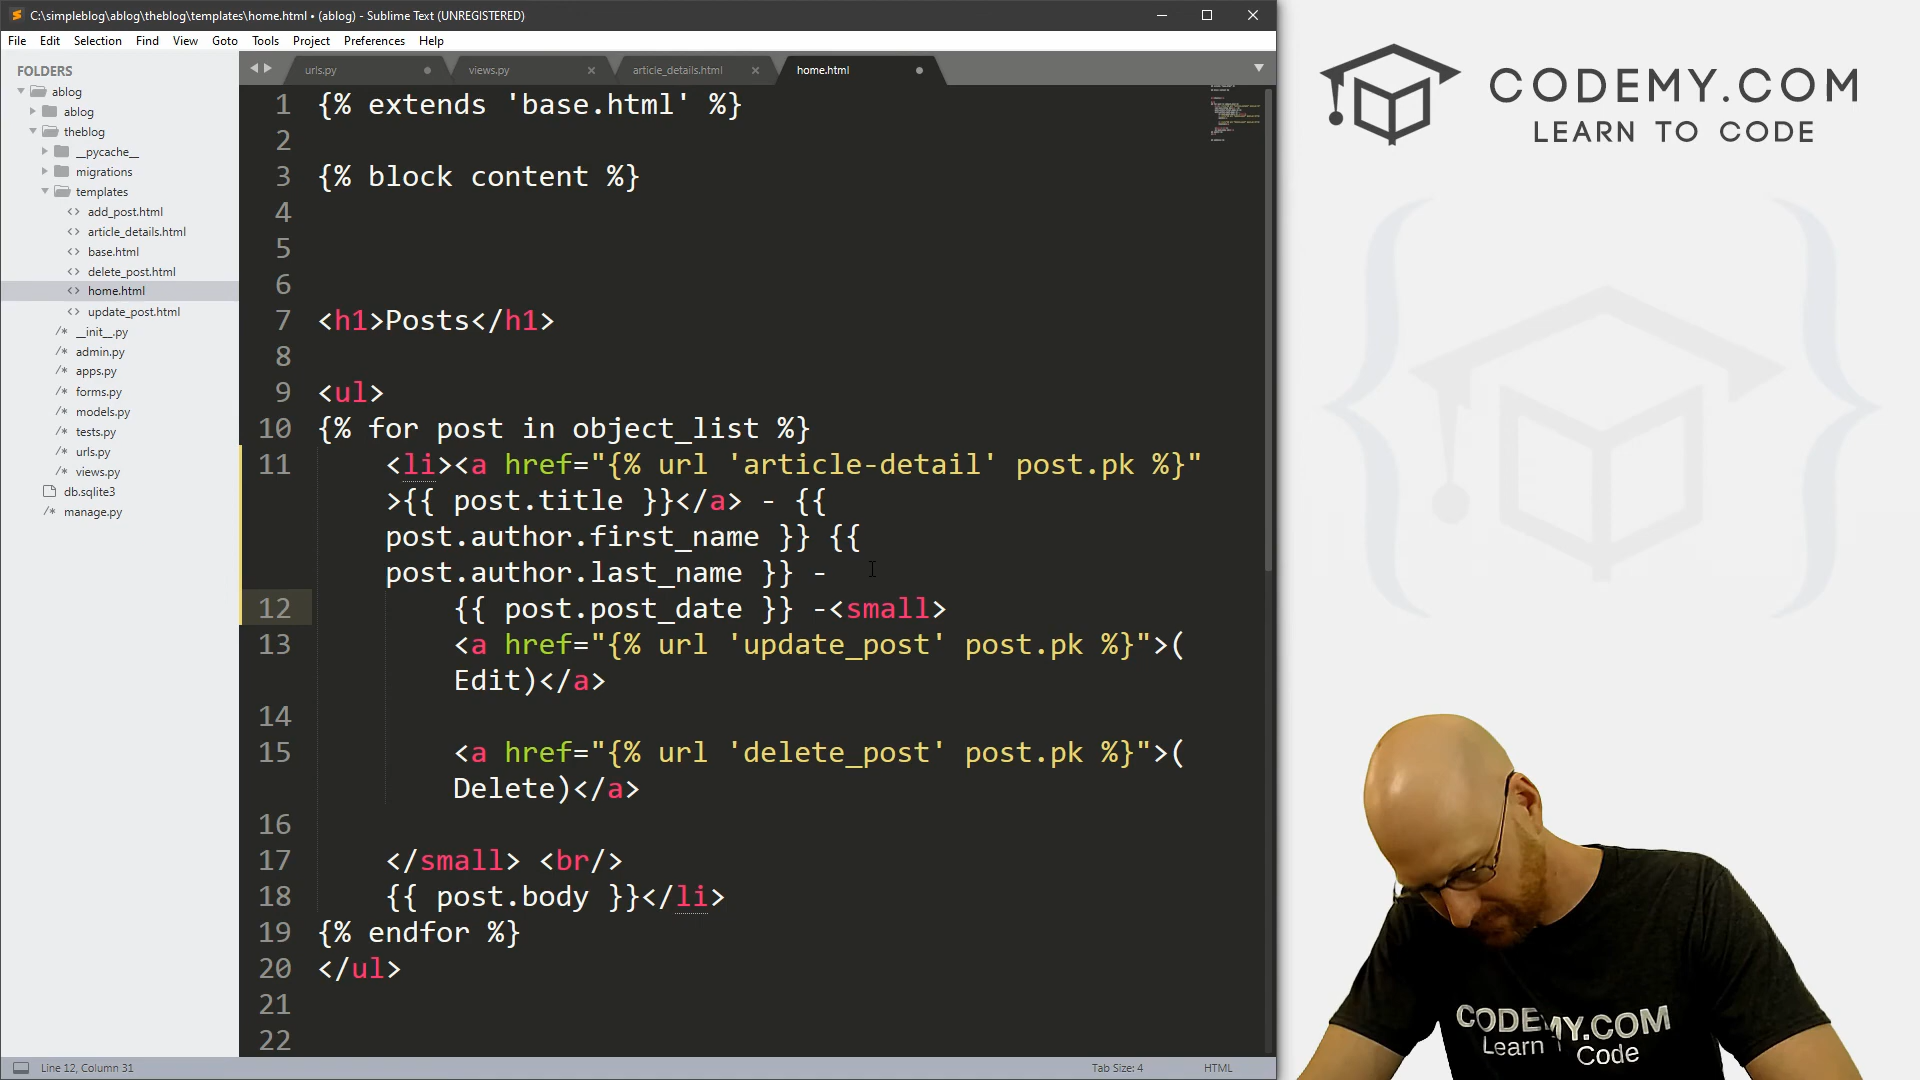 C:\simpleblog\ablog\theblog\templates\home.html • (ablog) - Sublime Text (UNREGISTERED)
File Edit Selection Find View Goto Tools Project Preferences Help
FOLDERS
ablog
ablog
theblog
__pycache__
migrations
templates
<> add_post.html
<> article_details.html
<> base.html
<> delete_post.html
<> home.html
<> update_post.html
/* __init__.py
/* admin.py
/* apps.py
/* forms.py
/* models.py
/* tests.py
/* urls.py
/* views.py
db.sqlite3
manage.py
urls.py views.py article_details.html home.html
1 {% extends 'base.html' %}
2
3 {% block content %}
4
5
6
7 <h1>Posts</h1>
8
9 <ul>
10 {% for post in object_list %}
11 <li><a href="{% url 'article-detail' post.pk %}"
>{{ post.title }}</a> - {{
post.author.first_name }} {{
post.author.last_name }} -
12 {{ post.post_date }} -<small>
13 <a href="{% url 'update_post' post.pk %}">(
Edit)</a>
14
15 <a href="{% url 'delete_post' post.pk %}">(
Delete)</a>
16
17 </small> <br/>
18 {{ post.body }}</li>
19 {% endfor %}
20 </ul>
21
22
Line 12, Column 31 Tab Size: 4 HTML
CODEMY.COM
LEARN TO CODE
CODEMY.COM
Learn Code